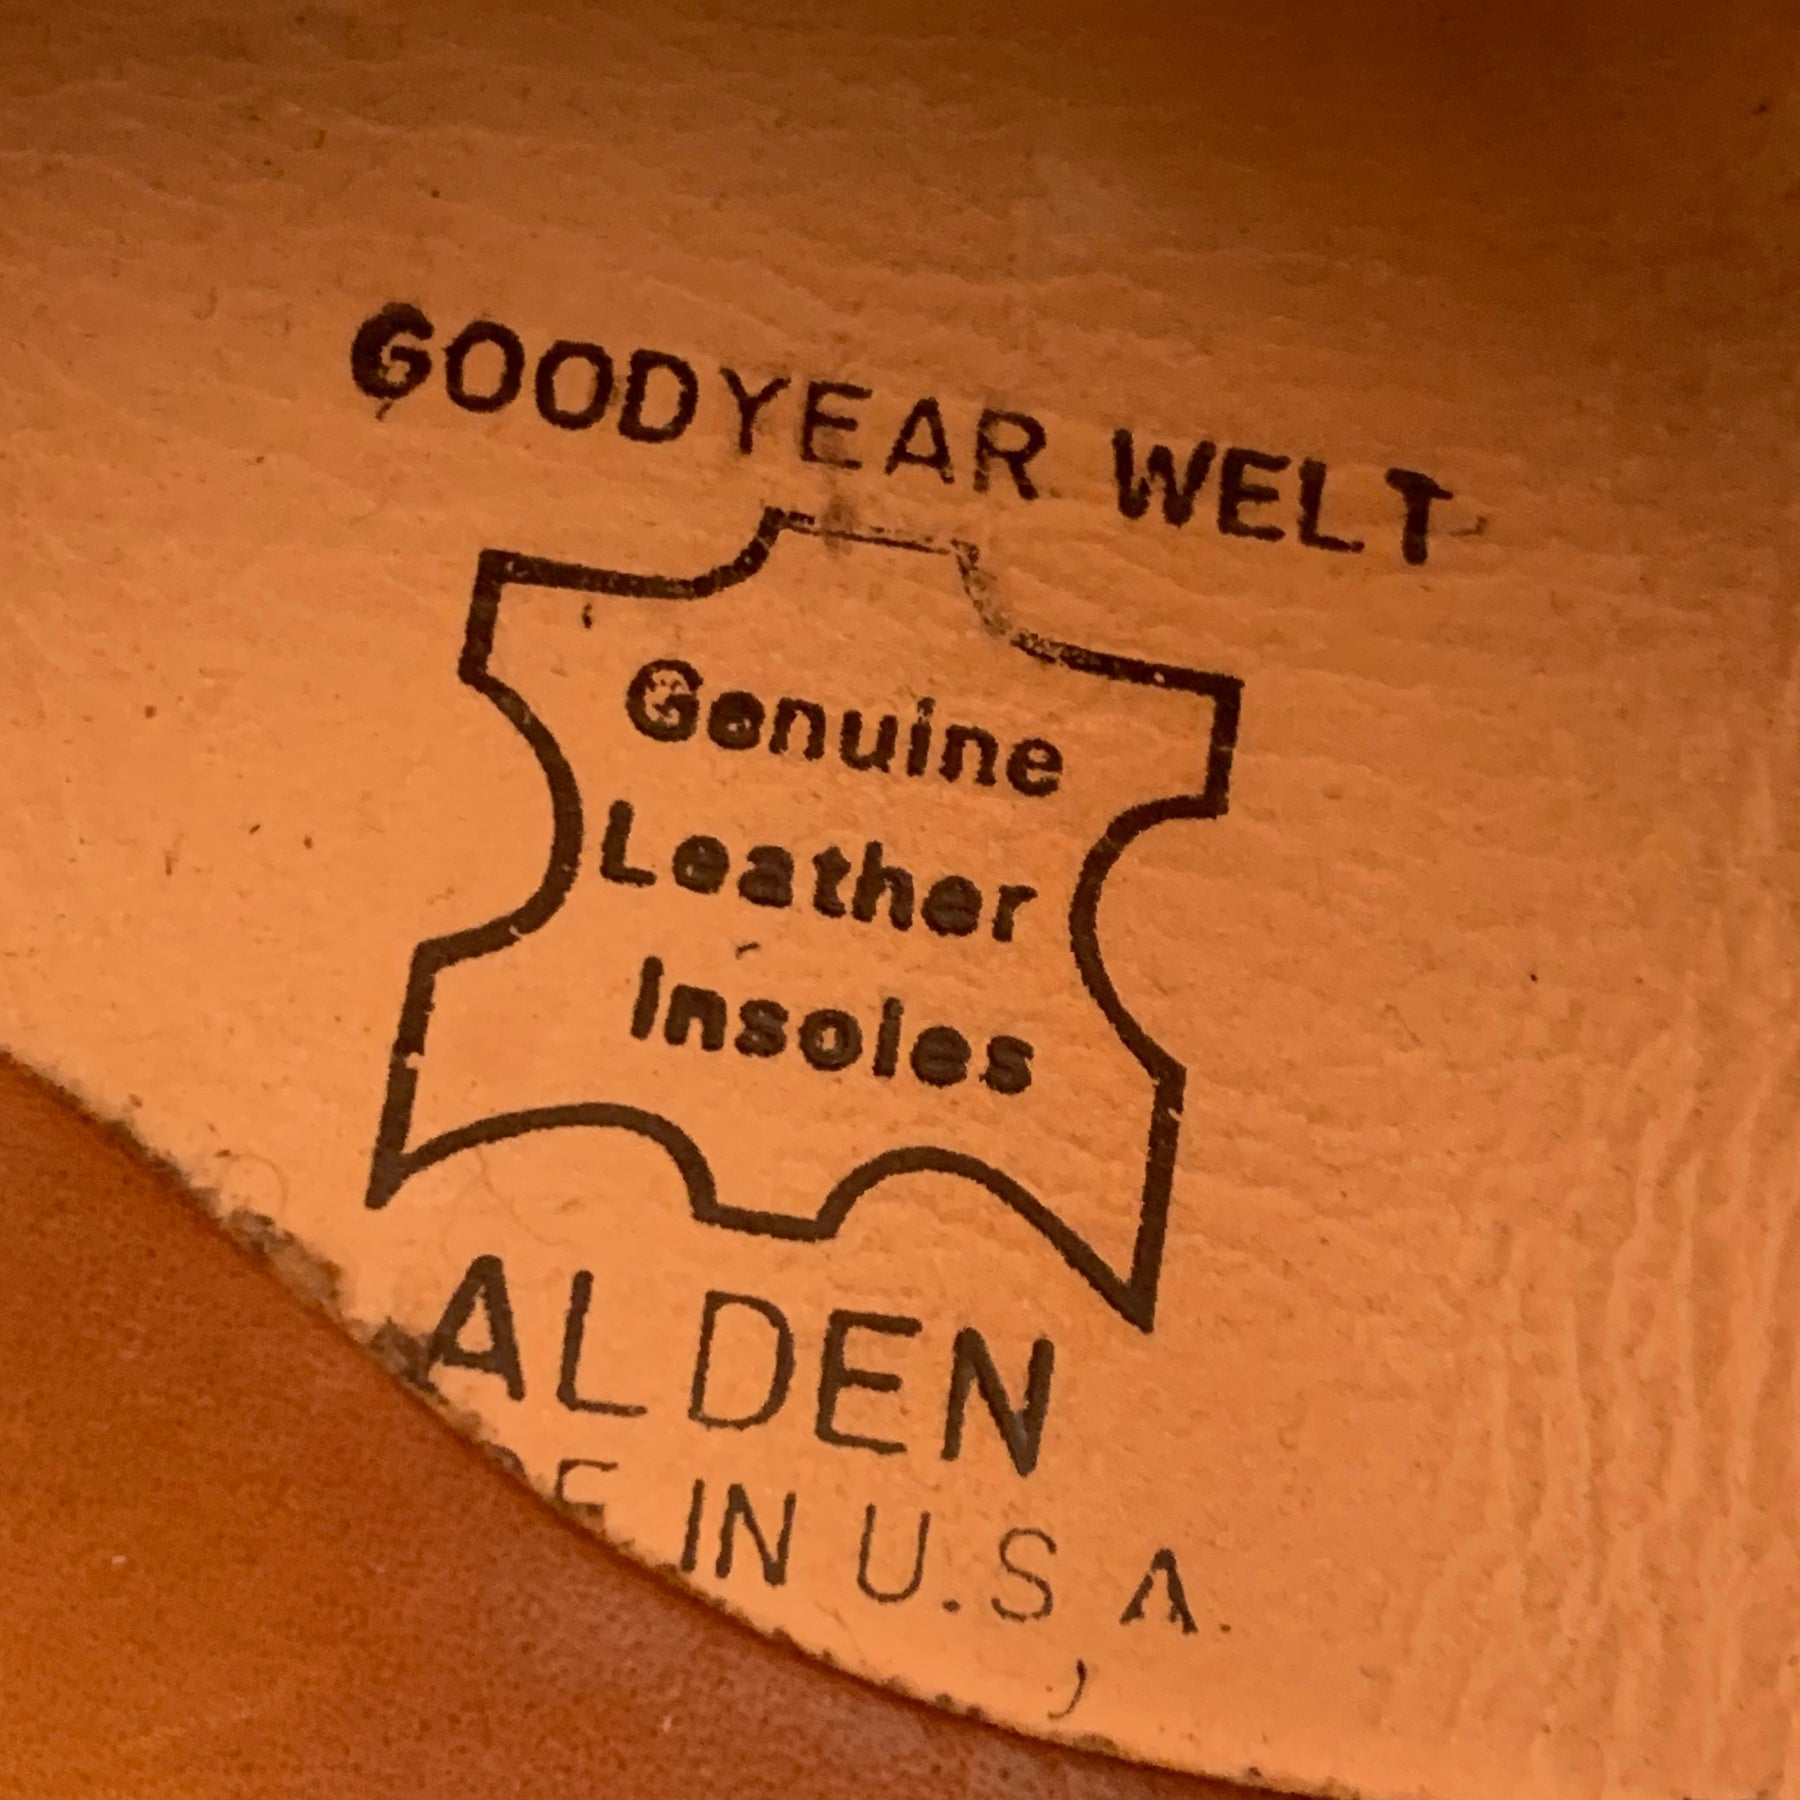 GOODYEAR WELT
Genuine
Leather
Insoles
ALDEN
E IN U.S.A.